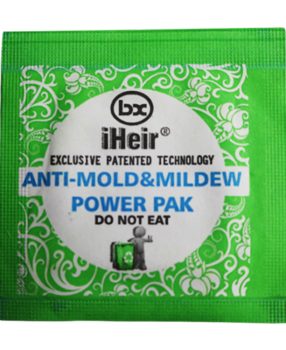 bx
iHeir®
EXCLUSIVE PATENTED TECHNOLOGY
ANTI-MOLD&MILDEW
POWER PAK
DO NOT EAT